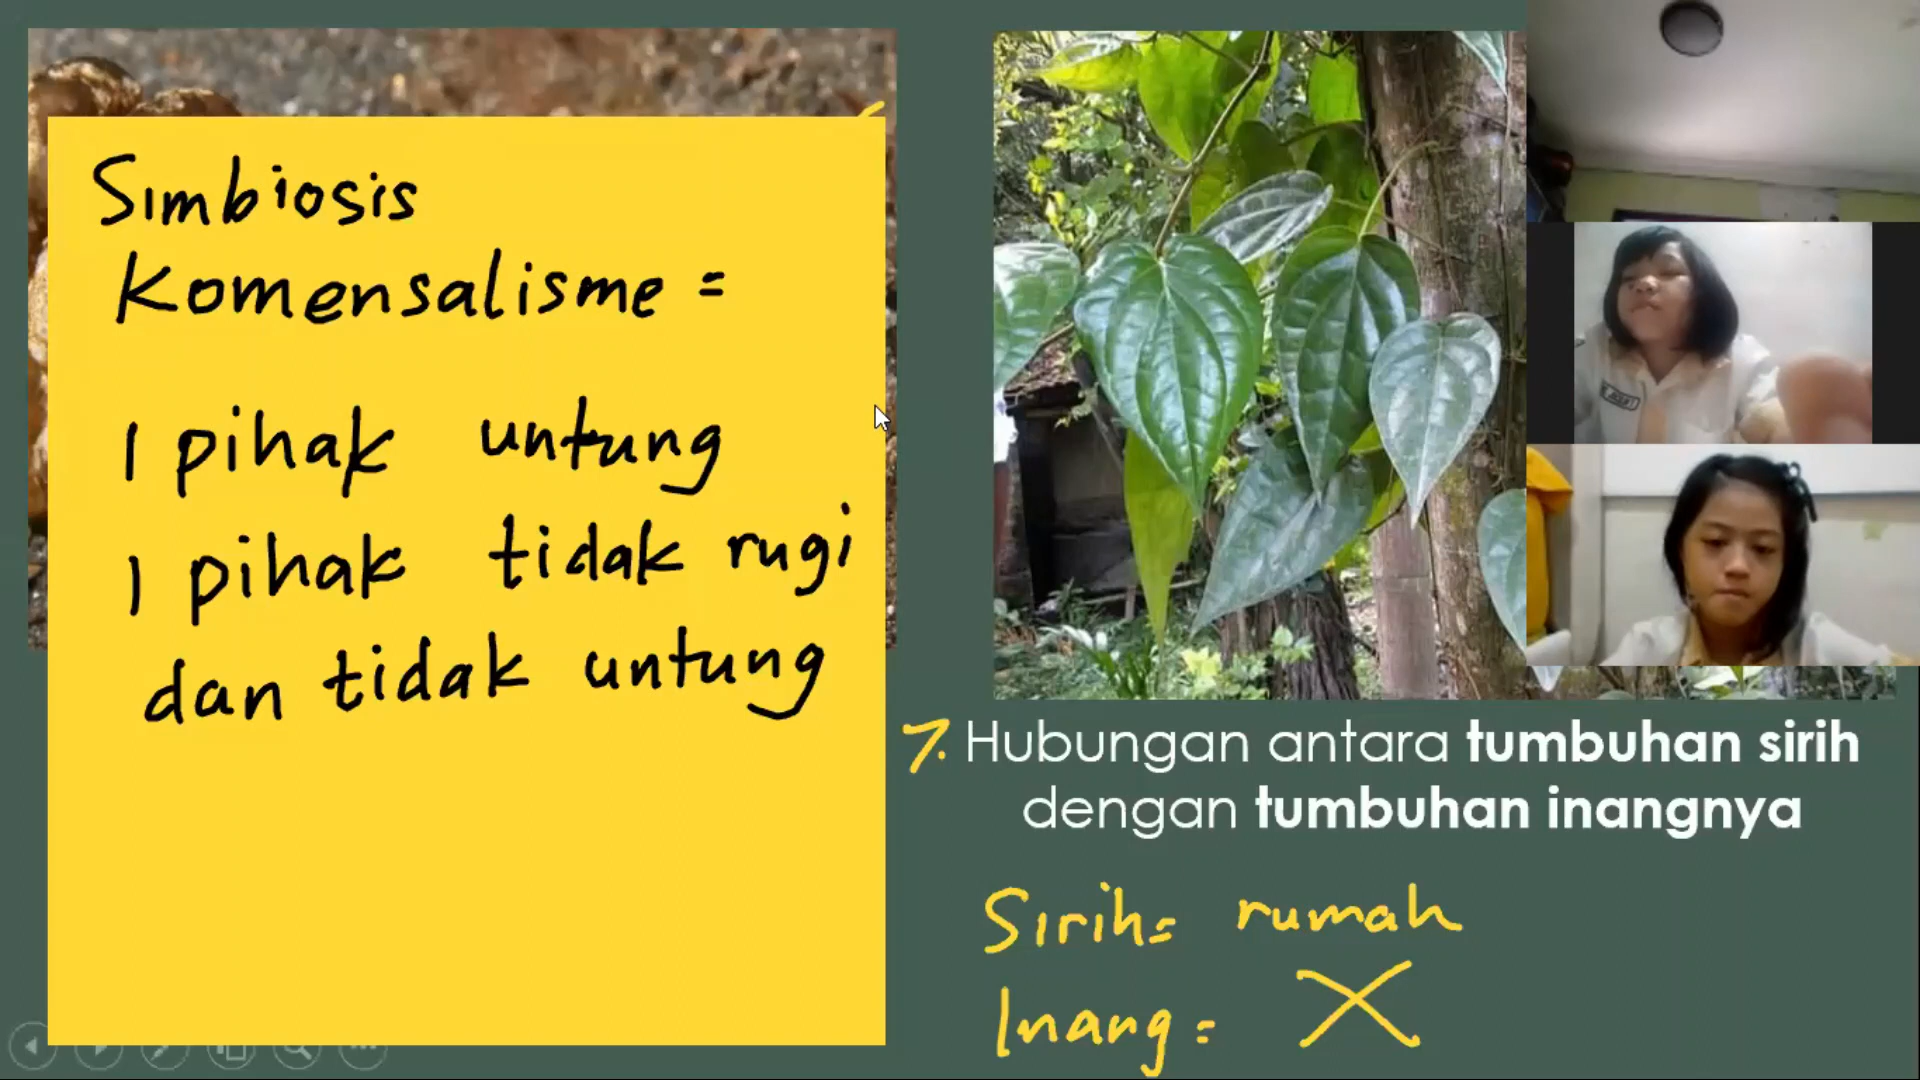 Simbiosis
Komensalisme =
1 pihak untung
1 pihak tidak rugi
dan tidak untung
7. Hubungan antara tumbuhan sirih
dengan tumbuhan inangnya
Sirih = rumah
Inang = X